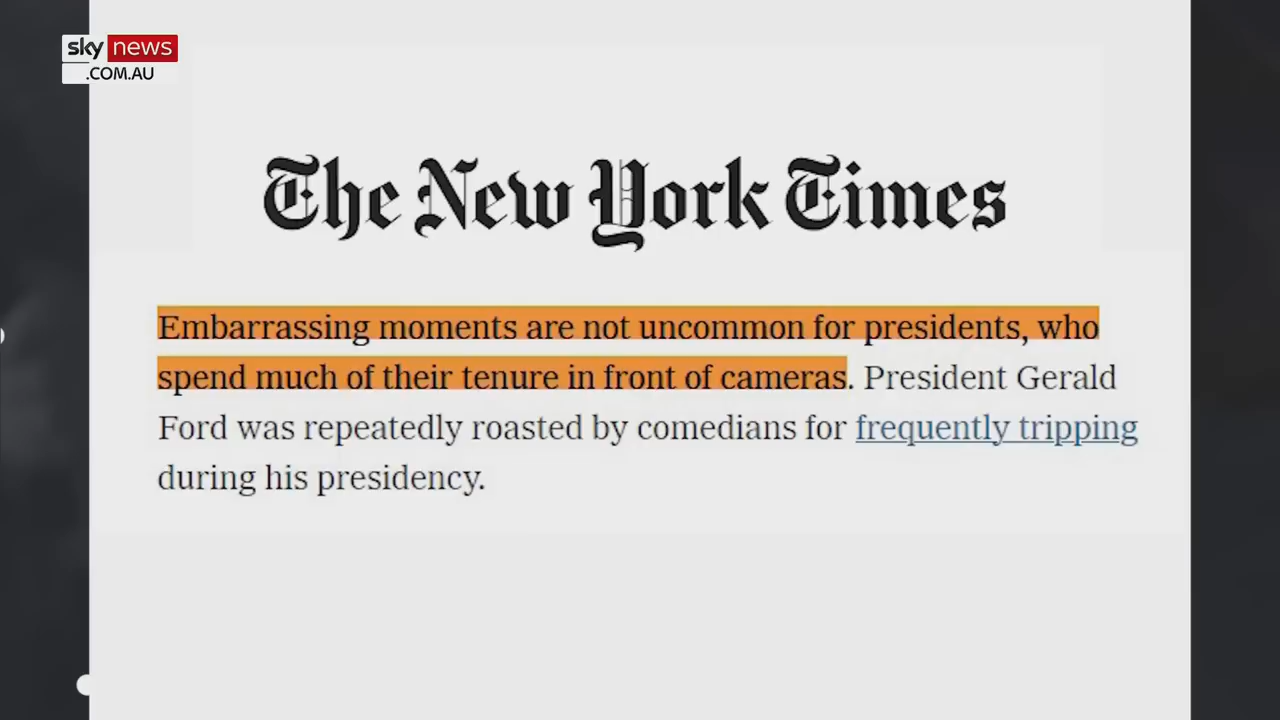 sky news
.COM.AU
The New York Times
Embarrassing moments are not uncommon for presidents, who
spend much of their tenure in front of cameras. President Gerald
Ford was repeatedly roasted by comedians for frequently tripping
during his presidency.